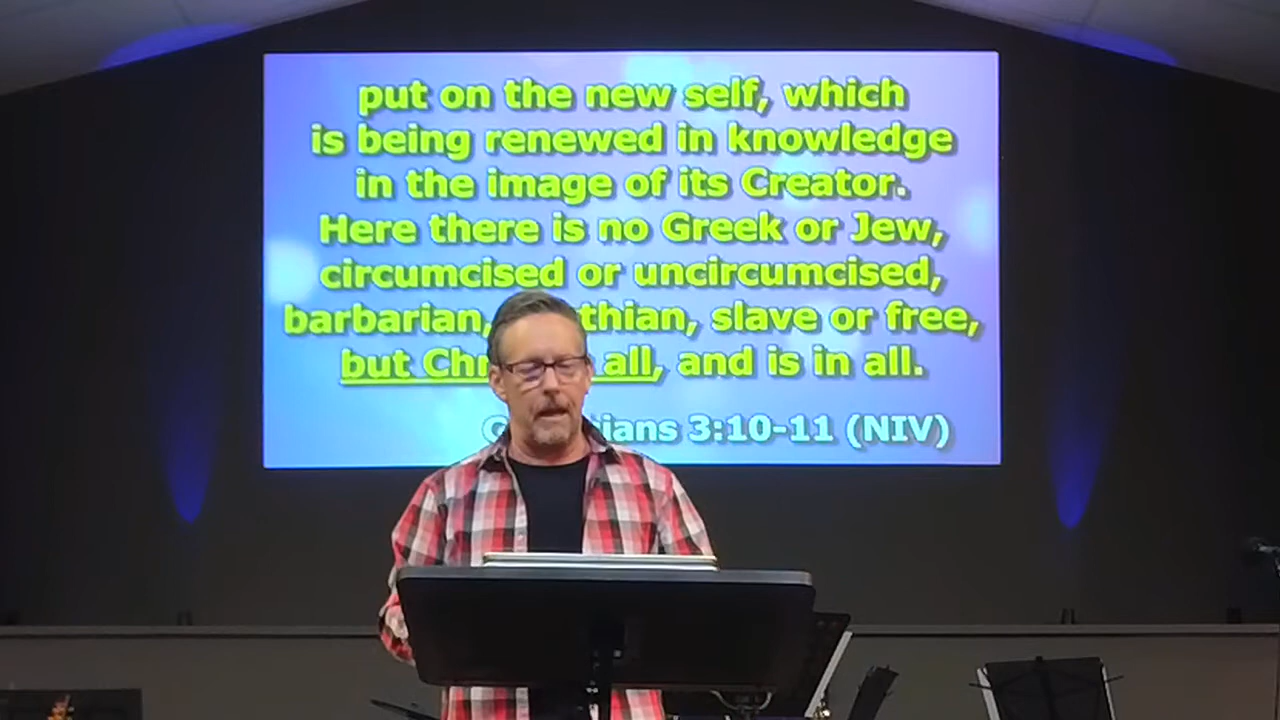 put on the new self, which
is being renewed in knowledge
in the image of its Creator.
Here there is no Greek or Jew,
circumcised or uncircumcised,
barbarian, thian, slave or free,
but Chr all, and is in all.
3:10-11 (NIV)